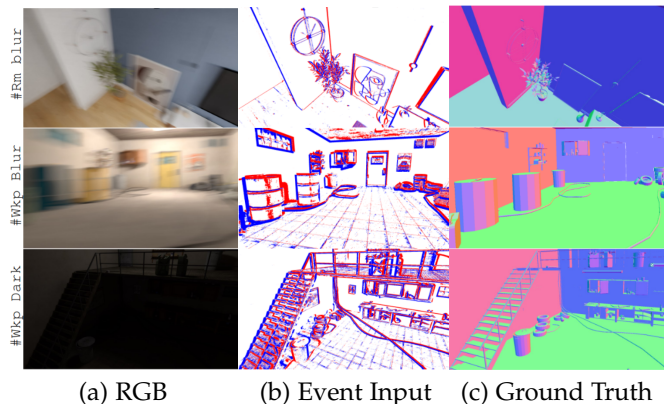 #Rm blur
#Wkp Blur
#Wkp Dark
(a) RGB
(b) Event Input
(c) Ground Truth